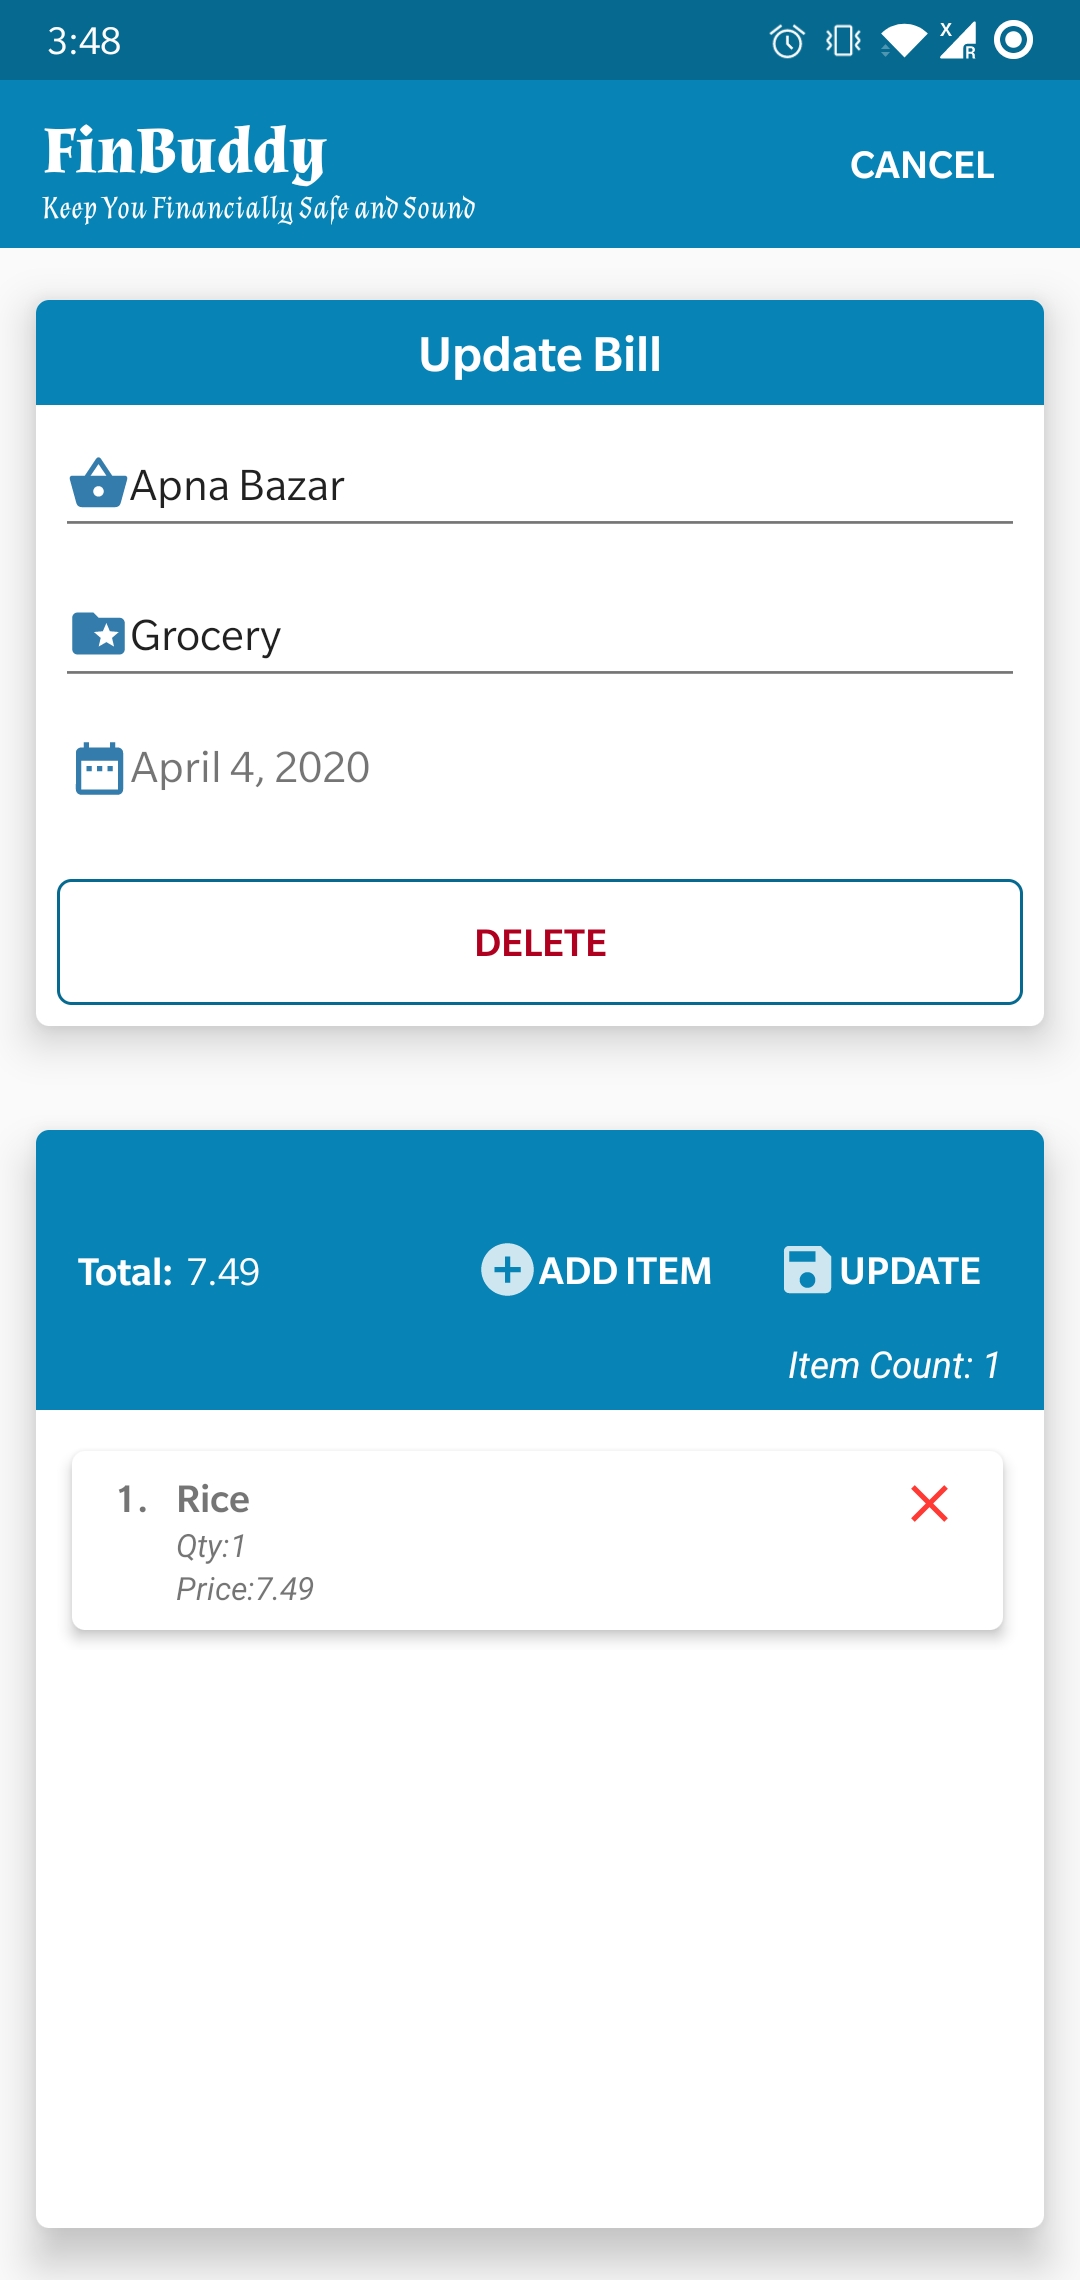 3:48
X
R
FinBuddy
Keep You Financially Safe and Sound
CANCEL
Update Bill
Apna Bazar
Grocery
April 4, 2020
DELETE
Total: 7.49
ADD ITEM
UPDATE
Item Count: 1
1. Rice
Qty:1
Price:7.49